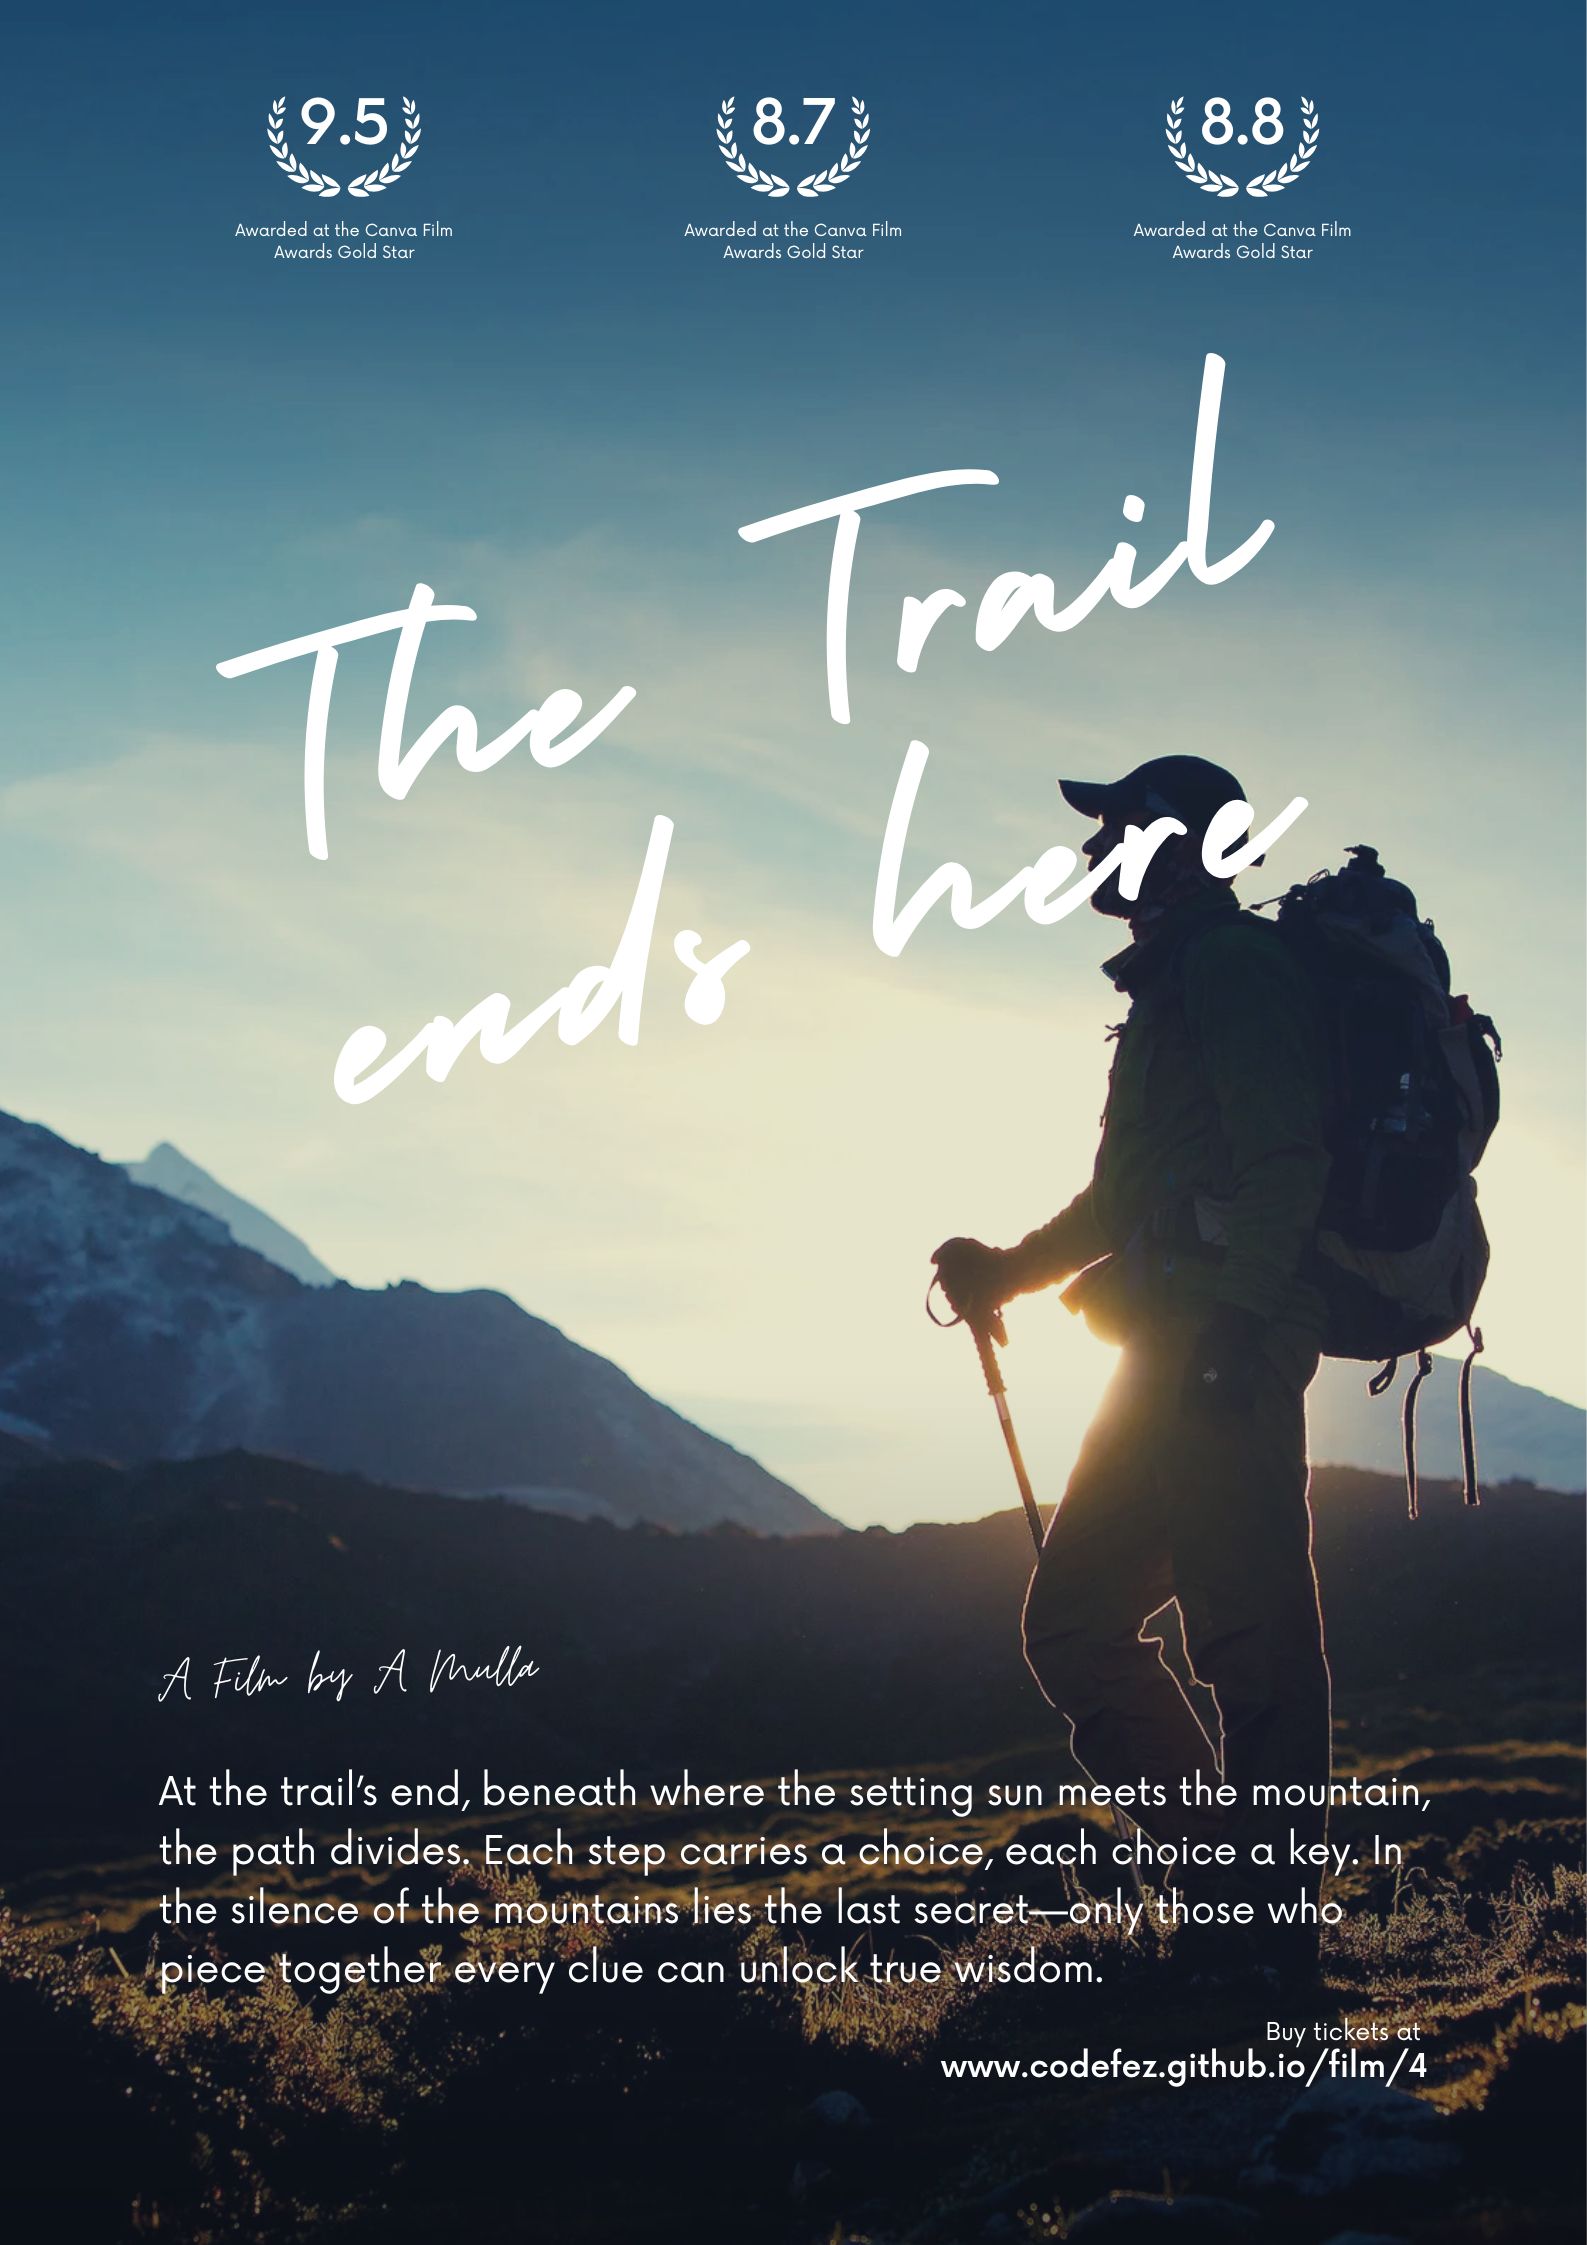 9.5
Awarded at the Canva Film
Awards Gold Star
8.7
Awarded at the Canva Film
Awards Gold Star
8.8
Awarded at the Canva Film
Awards Gold Star
The Trail
ends here
A Film by A Mulla
At the trail’s end, beneath where the setting sun meets the mountain,
the path divides. Each step carries a choice, each choice a key. In
the silence of the mountains lies the last secret—only those who
piece together every clue can unlock true wisdom.
Buy tickets at
www.codefez.github.io/film/4